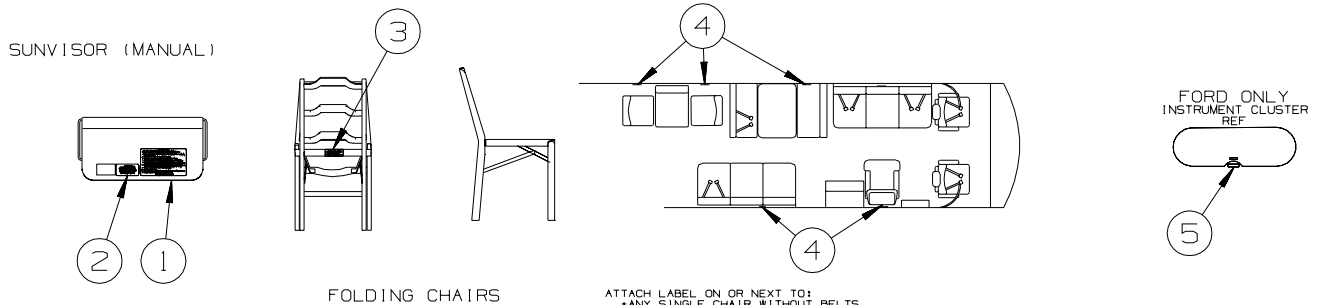 SUNVISOR (MANUAL)
3
4
FORD ONLY
INSTRUMENT CLUSTER
REF
2
1
4
5
FOLDING CHAIRS
ATTACH LABEL ON OR NEXT TO:
*ANY SINGLE CHAIR WITHOUT BELTS